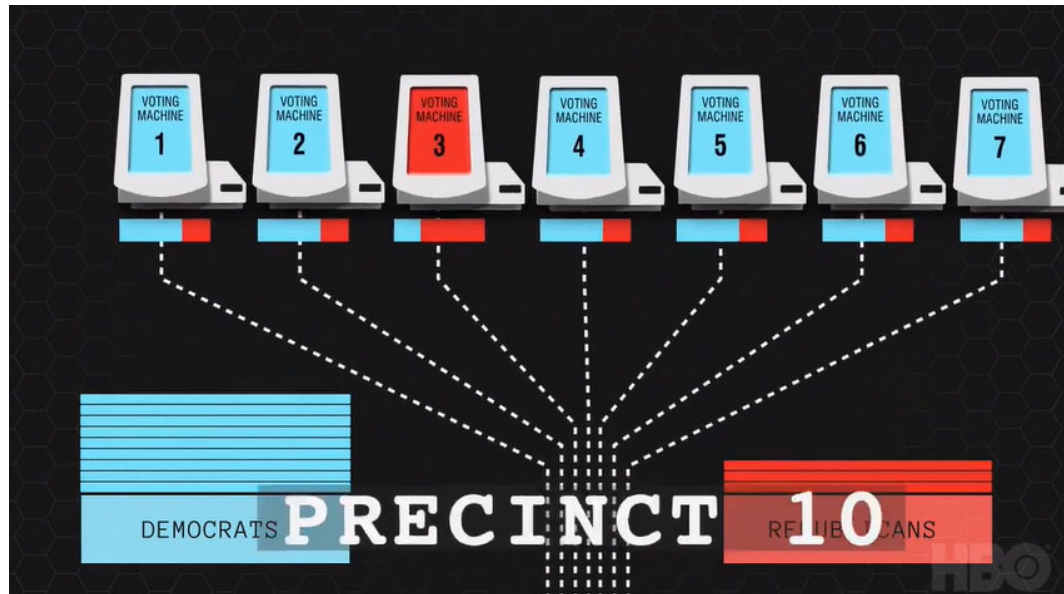 VOTING
MACHINE
1
VOTING
MACHINE
2
VOTING
MACHINE
3
VOTING
MACHINE
4
VOTING
MACHINE
5
VOTING
MACHINE
6
VOTING
MACHINE
7
DEMOCRATS
PRECINCT 10
REPUBLICANS
HBO